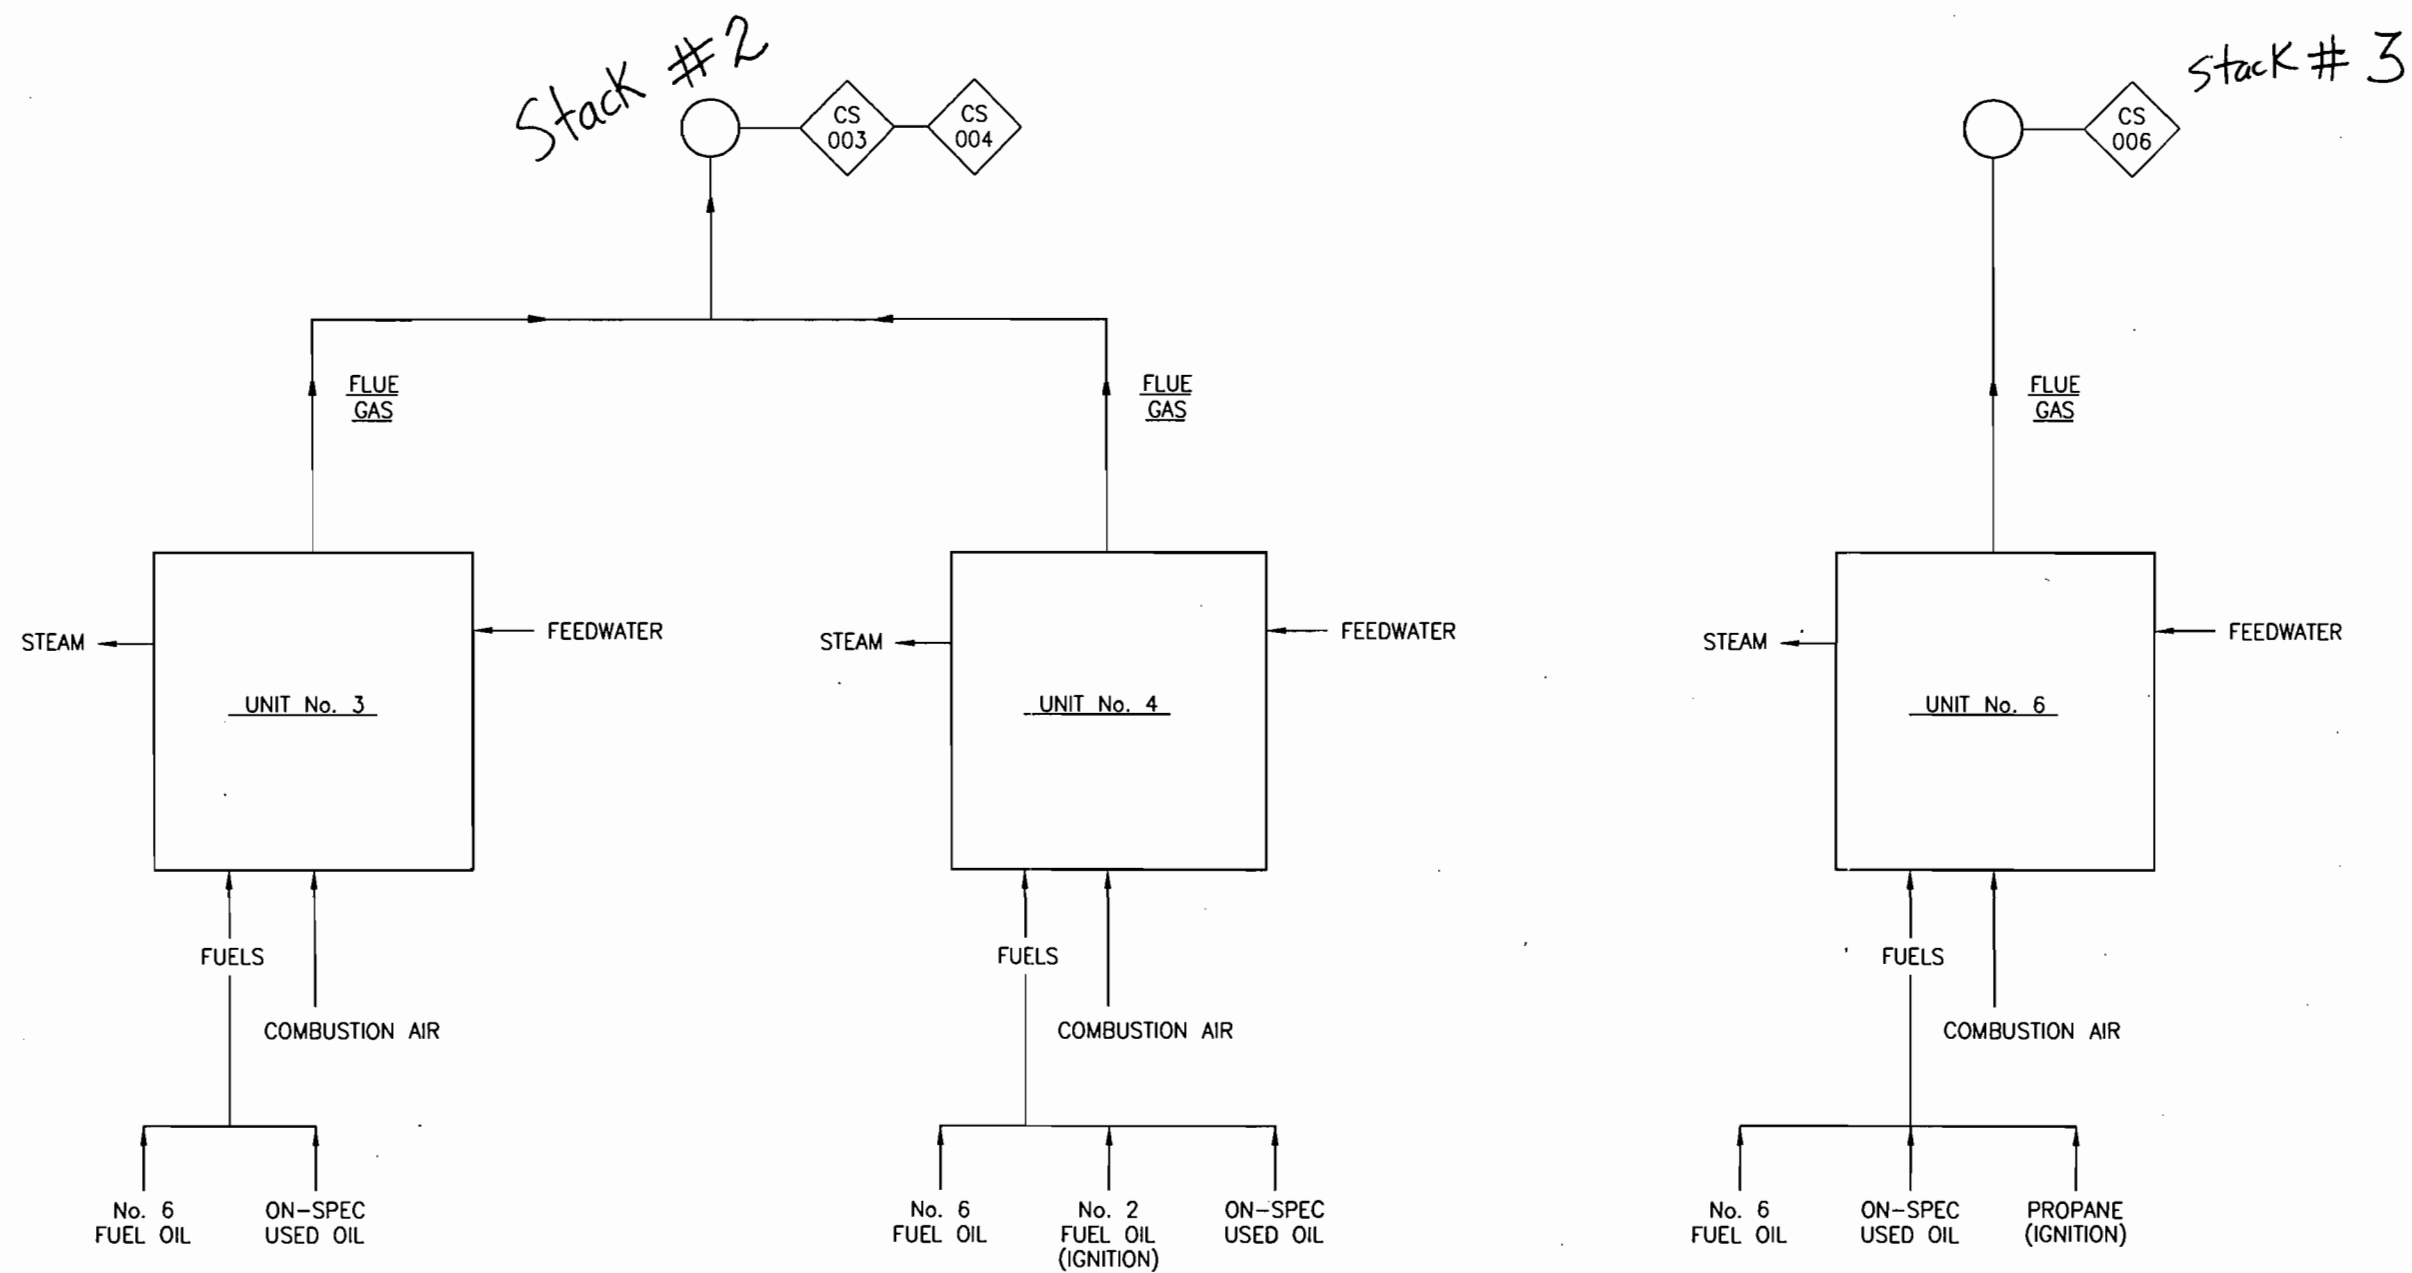 Stack #2
stack # 3
CS
003
CS
004
CS
006
FLUE
GAS
FLUE
GAS
FLUE
GAS
STEAM
FEEDWATER
UNIT No. 3
STEAM
FEEDWATER
UNIT No. 4
STEAM
FEEDWATER
UNIT No. 6
FUELS
COMBUSTION AIR
FUELS
COMBUSTION AIR
FUELS
COMBUSTION AIR
No. 6
FUEL OIL
ON-SPEC
USED OIL
No. 6
FUEL OIL
No. 2
FUEL OIL
(IGNITION)
ON-SPEC
USED OIL
No. 6
FUEL OIL
ON-SPEC
USED OIL
PROPANE
(IGNITION)